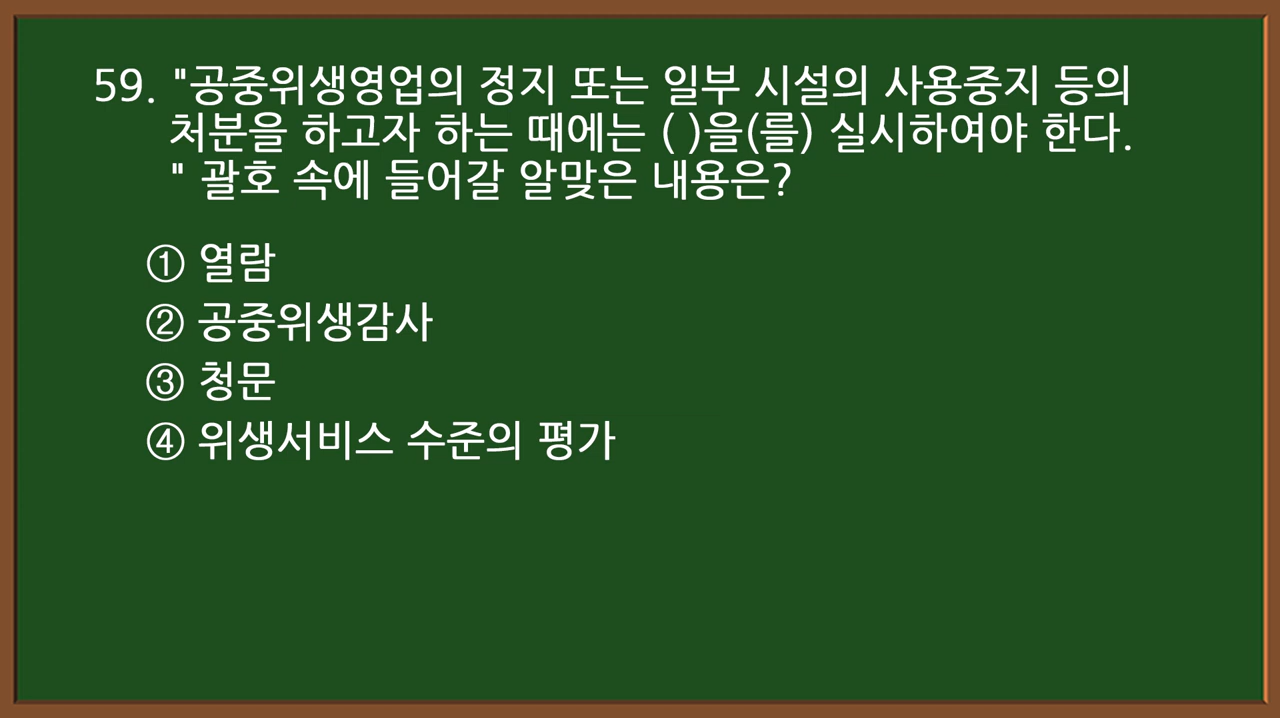 59. "공중위생영업의 정지 또는 일부 시설의 사용중지 등의
처분을 하고자 하는 때에는 ( )을(를) 실시하여야 한다.
" 괄호 속에 들어갈 알맞은 내용은?
① 열람
② 공중위생감사
③ 청문
④ 위생서비스 수준의 평가